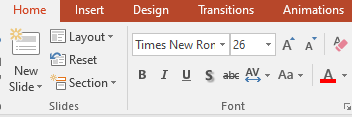 Home Insert Design Transitions Animations
Layout Times New Ror 26 A A A
New Reset
Slide Section B I U S abc AV Aa A
Slides Font